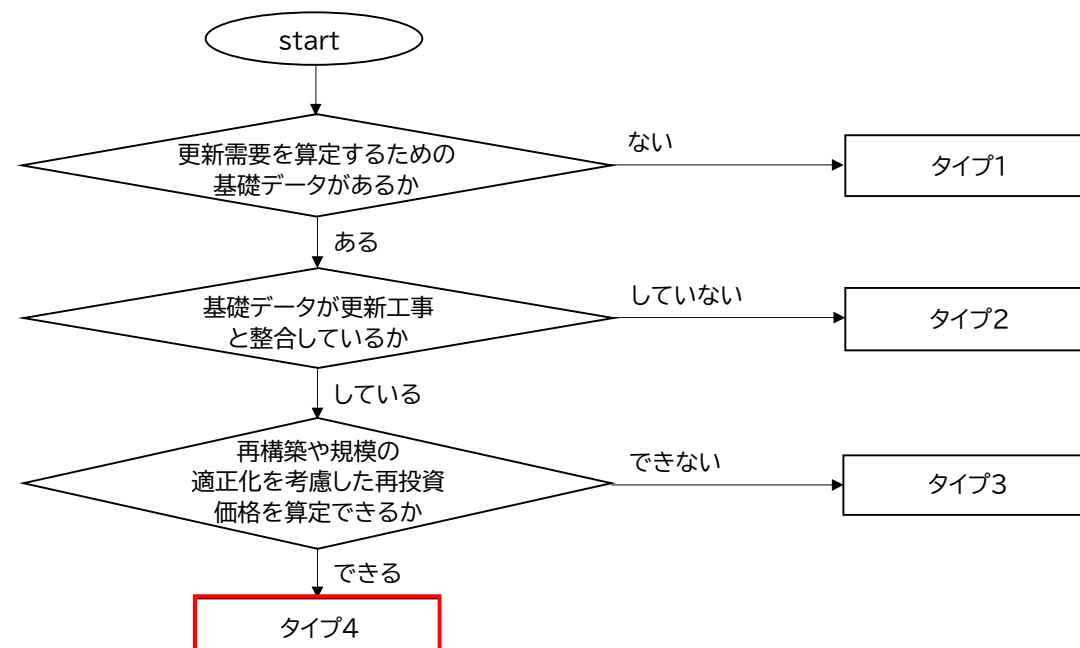 start
更新需要を算定するための
基礎データがあるか
ない
タイプ1
ある
基礎データが更新工事
と整合しているか
していない
タイプ2
している
再構築や規模の
適正化を考慮した再投資
価格を算定できるか
できない
タイプ3
できる
タイプ4